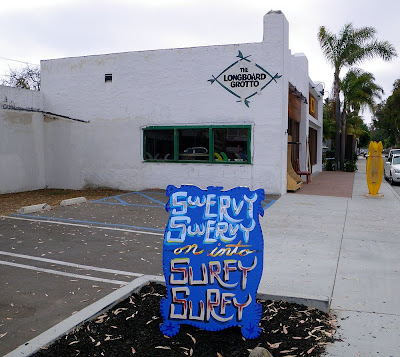 THE
LONGBOARD
GROTTO
SWERVY
SWERVY
on into
SURFY
SURFY